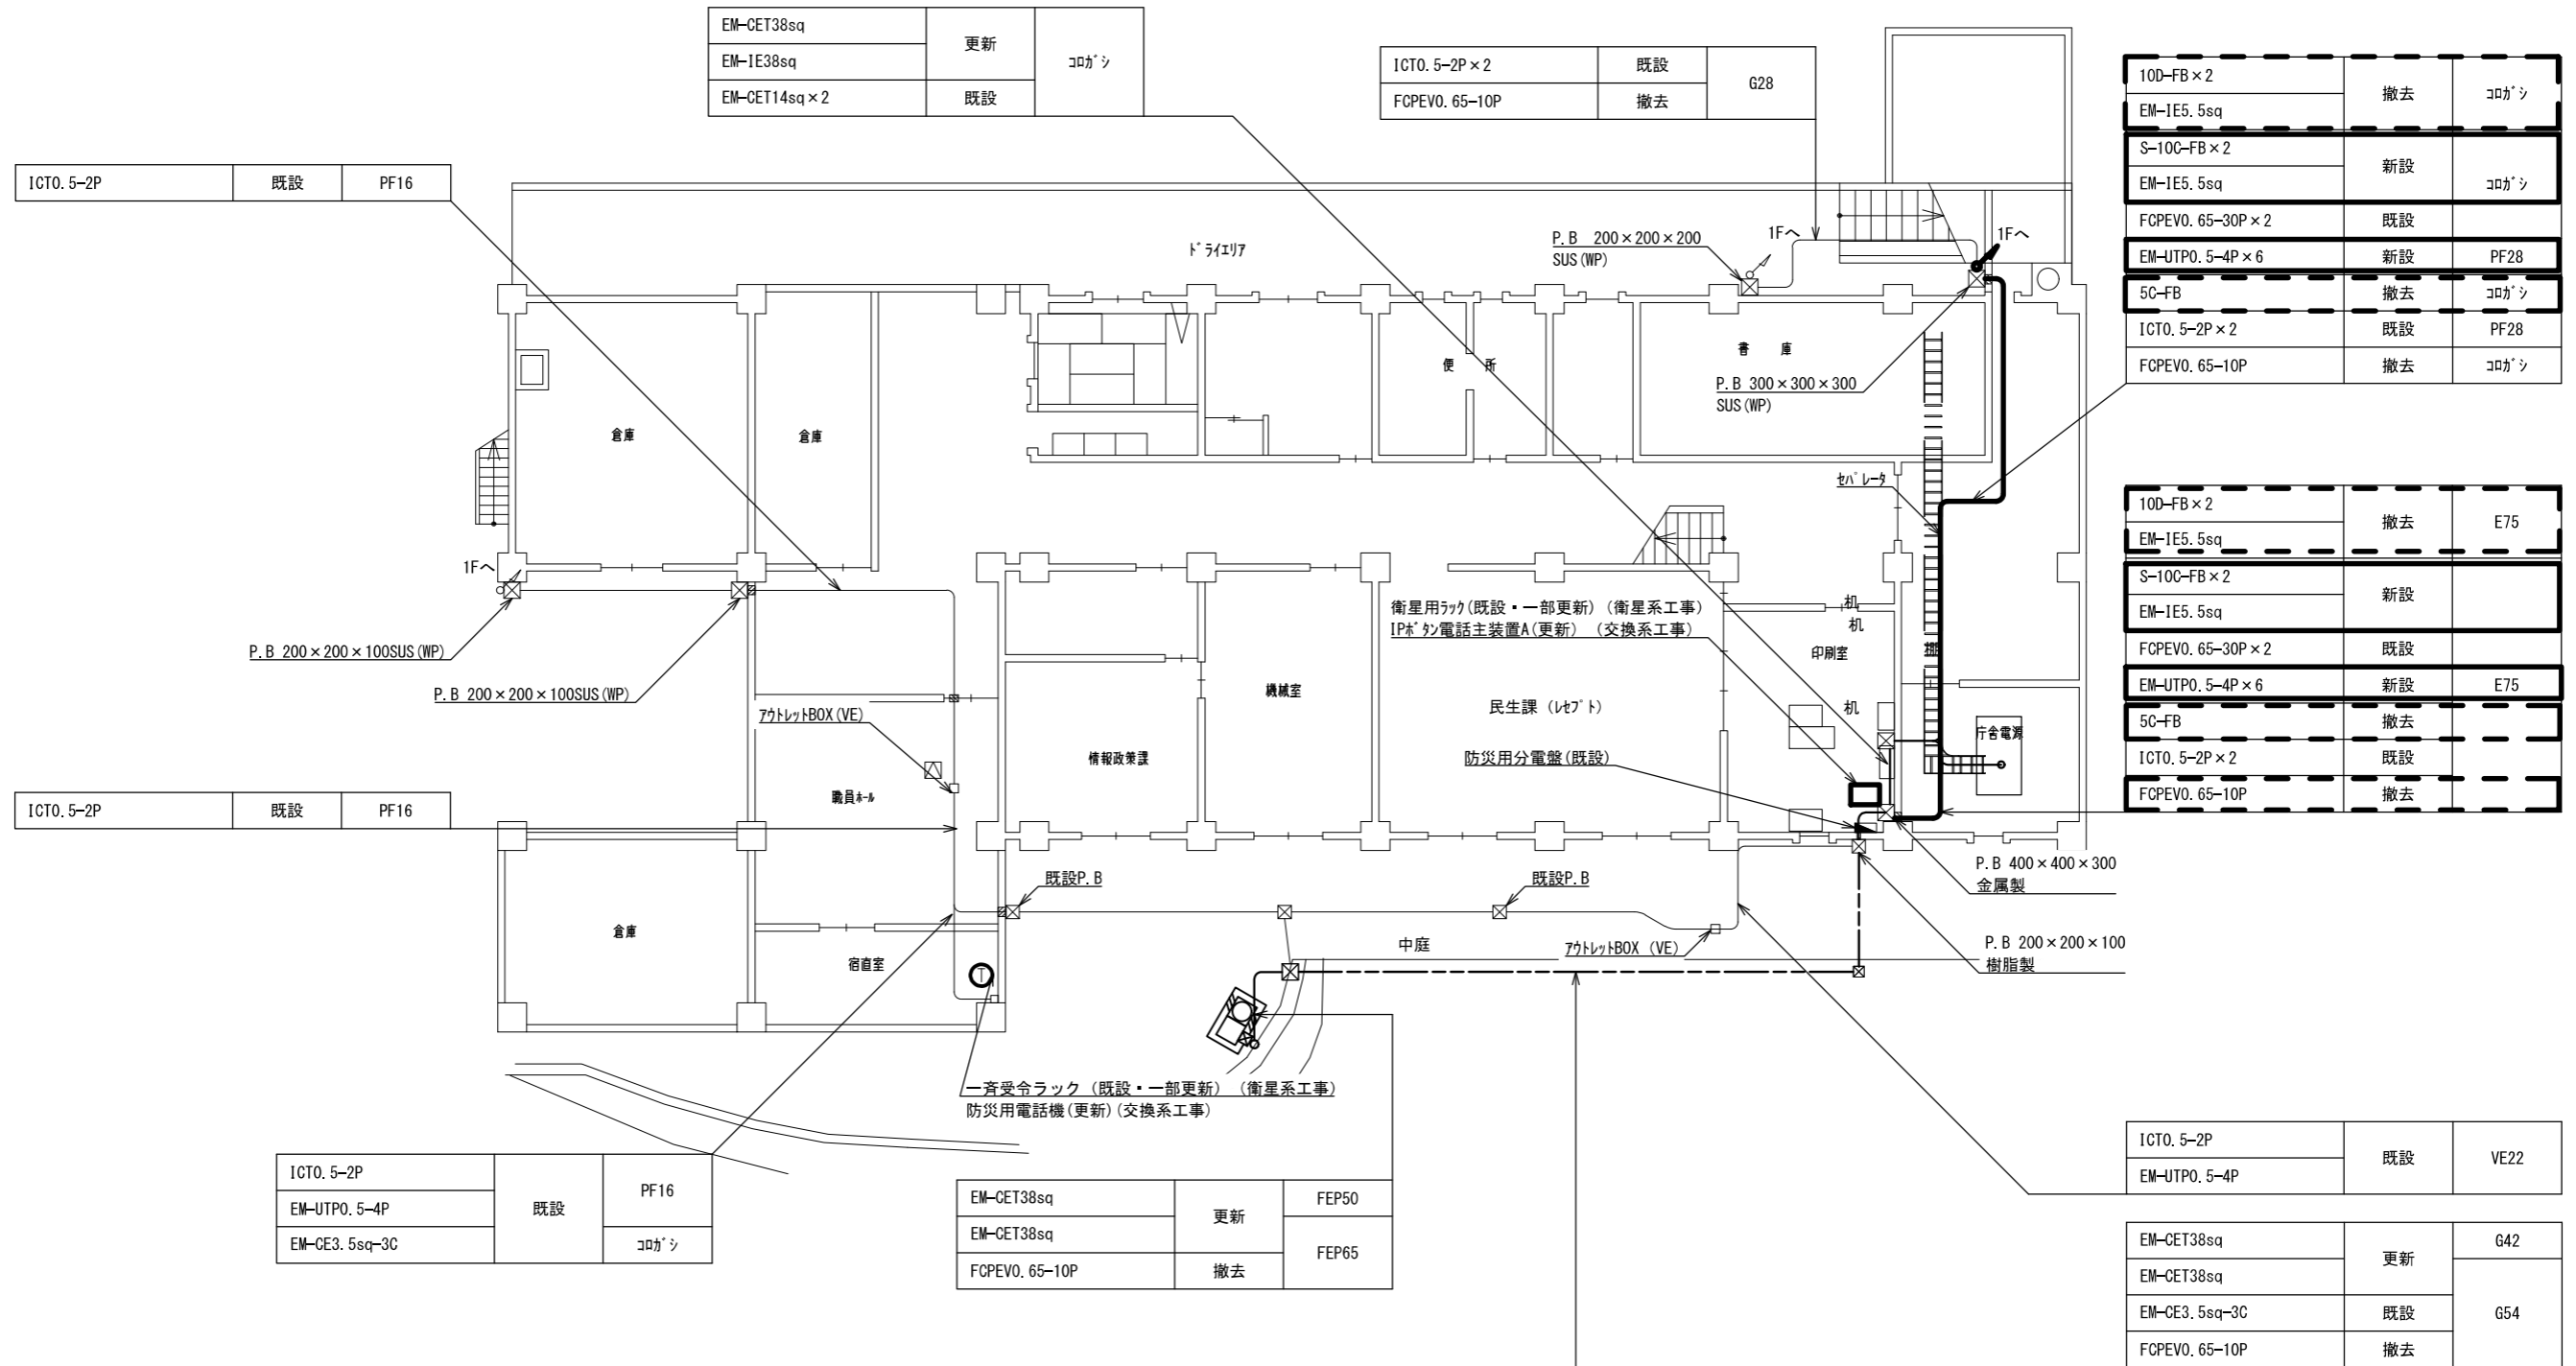 EM-CET38sq
更新
コロガシ
EM-IE38sq
EM-CET14sq×2
既設
ICT0.5-2P×2
既設
G28
FCPEV0.65-10P
撤去
10D-FB×2
撤去
コロガシ
EM-IE5.5sq
S-10C-FB×2
新設
コロガシ
EM-IE5.5sq
FCPEV0.65-30P×2
既設
EM-UTP0.5-4P×6
新設
PF28
5C-FB
撤去
コロガシ
ICT0.5-2P×2
既設
PF28
FCPEV0.65-10P
撤去
コロガシ
ICT0.5-2P
既設
PF16
ドライエリア
P.B 200×200×200
SUS(WP)
1Fへ
1Fへ
倉庫
倉庫
便 所
書 庫
P.B 300×300×300
SUS(WP)
セパレータ
10D-FB×2
撤去
E75
EM-IE5.5sq
S-10C-FB×2
新設
EM-IE5.5sq
FCPEV0.65-30P×2
既設
EM-UTP0.5-4P×6
新設
E75
5C-FB
撤去
ICT0.5-2P×2
既設
FCPEV0.65-10P
撤去
1Fへ
P.B 200×200×100SUS(WP)
P.B 200×200×100SUS(WP)
アウトレットBOX(VE)
衛星用ラック(既設・一部更新)(衛星系工事)
IPボタン電話主装置A(更新) (交換系工事)
机
机
印刷室
棚
機械室
民生課 (レセプト)
机
庁舎電源
情報政策課
防災用分電盤(既設)
職員ホール
ICT0.5-2P
既設
PF16
既設P.B
既設P.B
P.B 400×400×300
金属製
倉庫
宿直室
T
中庭
アウトレットBOX (VE)
P.B 200×200×100
樹脂製
一斉受令ラック (既設・一部更新) (衛星系工事)
防災用電話機(更新)(交換系工事)
ICT0.5-2P
既設
PF16
EM-UTP0.5-4P
EM-CE3.5sq-3C
コロガシ
EM-CET38sq
更新
FEP50
EM-CET38sq
FEP65
FCPEV0.65-10P
撤去
ICT0.5-2P
既設
VE22
EM-UTP0.5-4P
EM-CET38sq
更新
G42
EM-CET38sq
G54
EM-CE3.5sq-3C
既設
FCPEV0.65-10P
撤去